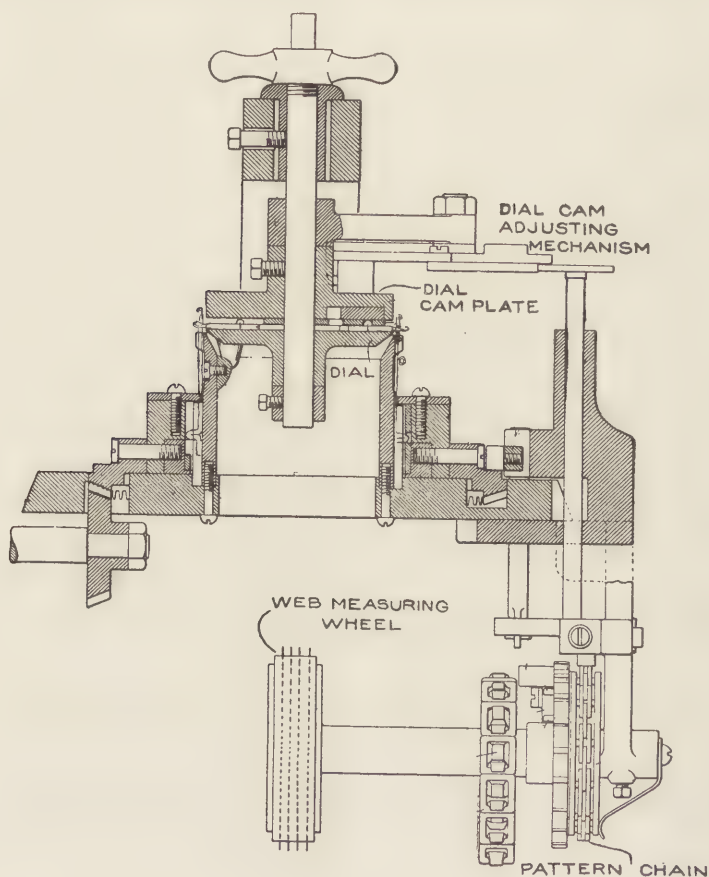 DIAL CAM
ADJUSTING
MECHANISM
DIAL
CAM PLATE
DIAL
WEB MEASURING
WHEEL
PATTERN CHAIN